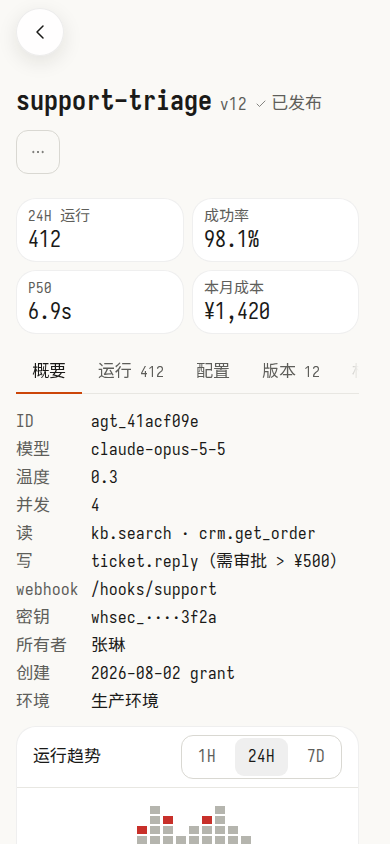 support-triage v12 ✓ 已发布
···
24H 运行
412
成功率
98.1%
P50
6.9s
本月成本
¥1,420
概要 运行 412 配置 版本 12
ID agt_41acf09e
模型 claude-opus-5-5
温度 0.3
并发 4
读 kb.search · crm.get_order
写 ticket.reply (需审批 > ¥500)
webhook /hooks/support
密钥 whsec_····3f2a
所有者 张琳
创建 2026-08-02 grant
环境 生产环境
运行趋势 1H 24H 7D